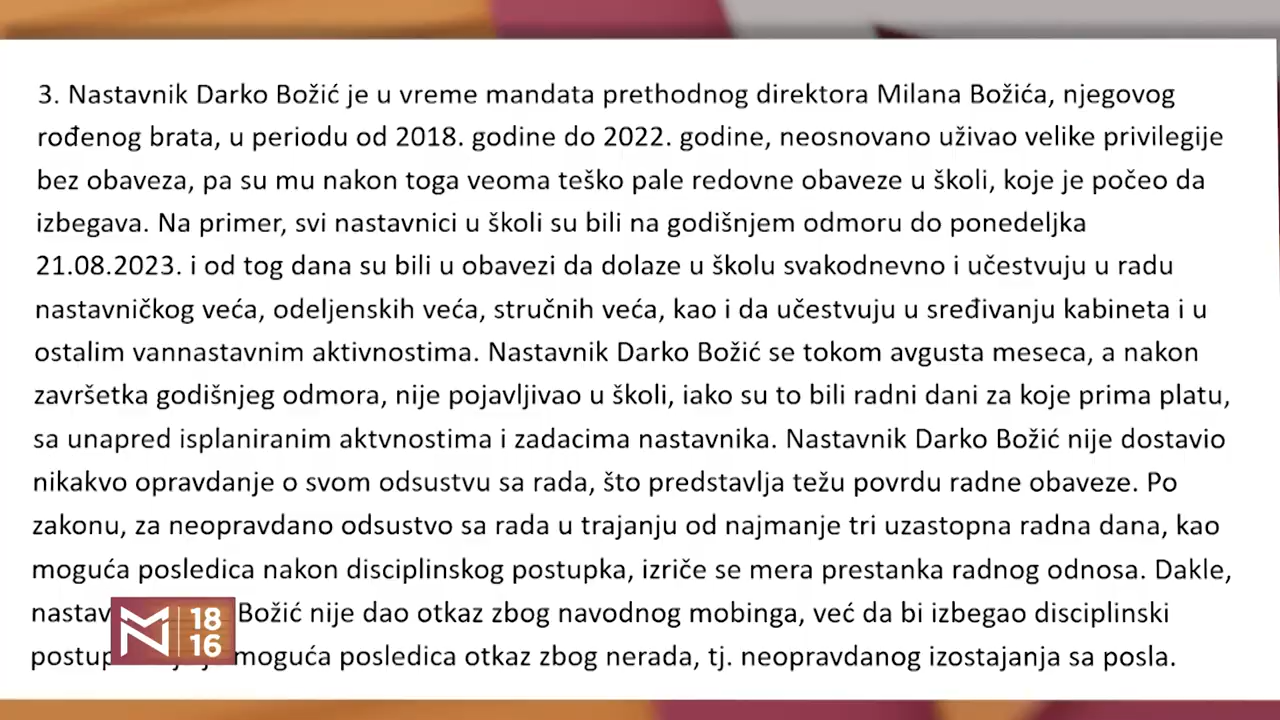 3. Nastavnik Darko Božić je u vreme mandata prethodnog direktora Milana Božića, njegovog
rođenog brata, u periodu od 2018. godine do 2022. godine, neosnovano uživao velike privilegije
bez obaveza, pa su mu nakon toga veoma teško pale redovne obaveze u školi, koje je počeo da
izbegava. Na primer, svi nastavnici u školi su bili na godišnjem odmoru do ponedeljka
21.08.2023. i od tog dana su bili u obavezi da dolaze u školu svakodnevno i učestvuju u radu
nastavničkog veća, odeljenskih veća, stručnih veća, kao i da učestvuju u sređivanju kabineta i u
ostalim vannastavnim aktivnostima. Nastavnik Darko Božić se tokom avgusta meseca, a nakon
završetka godišnjeg odmora, nije pojavljivao u školi, iako su to bili radni dani za koje prima platu,
sa unapred isplaniranim aktvnostima i zadacima nastavnika. Nastavnik Darko Božić nije dostavio
nikakvo opravdanje o svom odsustvu sa rada, što predstavlja težu povrdu radne obaveze. Po
zakonu, za neopravdano odsustvo sa rada u trajanju od najmanje tri uzastopna radna dana, kao
moguća posledica nakon disciplinskog postupka, izriče se mera prestanka radnog odnosa. Dakle,
nastav Božić nije dao otkaz zbog navodnog mobinga, već da bi izbegao disciplinski
postup moguća posledica otkaz zbog nerada, tj. neopravdanog izostajanja sa posla.
18
16